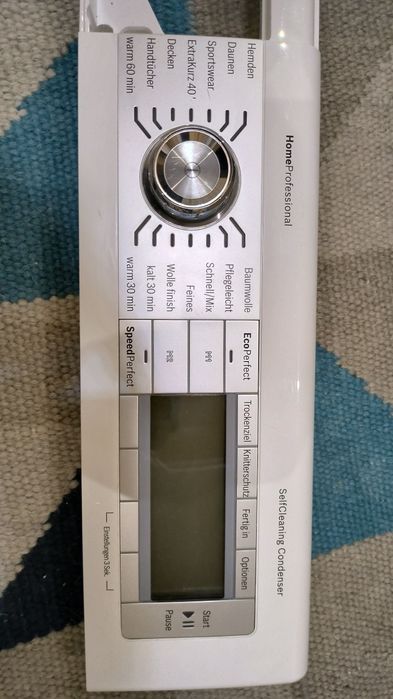 HomeProfessional
SelfCleaning Condenser
Hemden
Daunen
Sportswear
ExtraKurz 40'
Decken
Handtücher
warm 60 min
Baumwolle
Pflegeleicht
Schnell/Mix
Feines
Wolle finish
kalt 30 min
warm 30 min
EcoPerfect
SpeedPerfect
Trockenziel
Knitterschutz
Fertig in
Optionen
Einstellungen 3 Sek.
Start
Pause